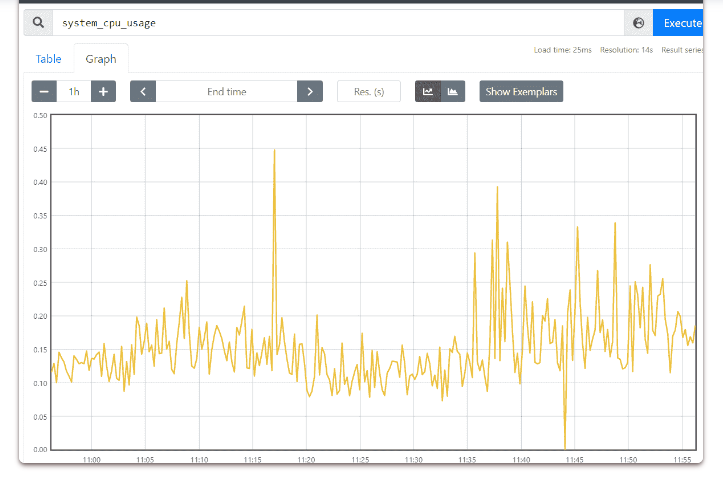 system_cpu_usage
Execute
Load time: 25ms Resolution: 14s Result series
Table Graph
1h End time Res. (s) Show Exemplars
0.50
0.45
0.40
0.35
0.30
0.25
0.20
0.15
0.10
0.05
0.00
11:00 11:05 11:10 11:15 11:20 11:25 11:30 11:35 11:40 11:45 11:50 11:55